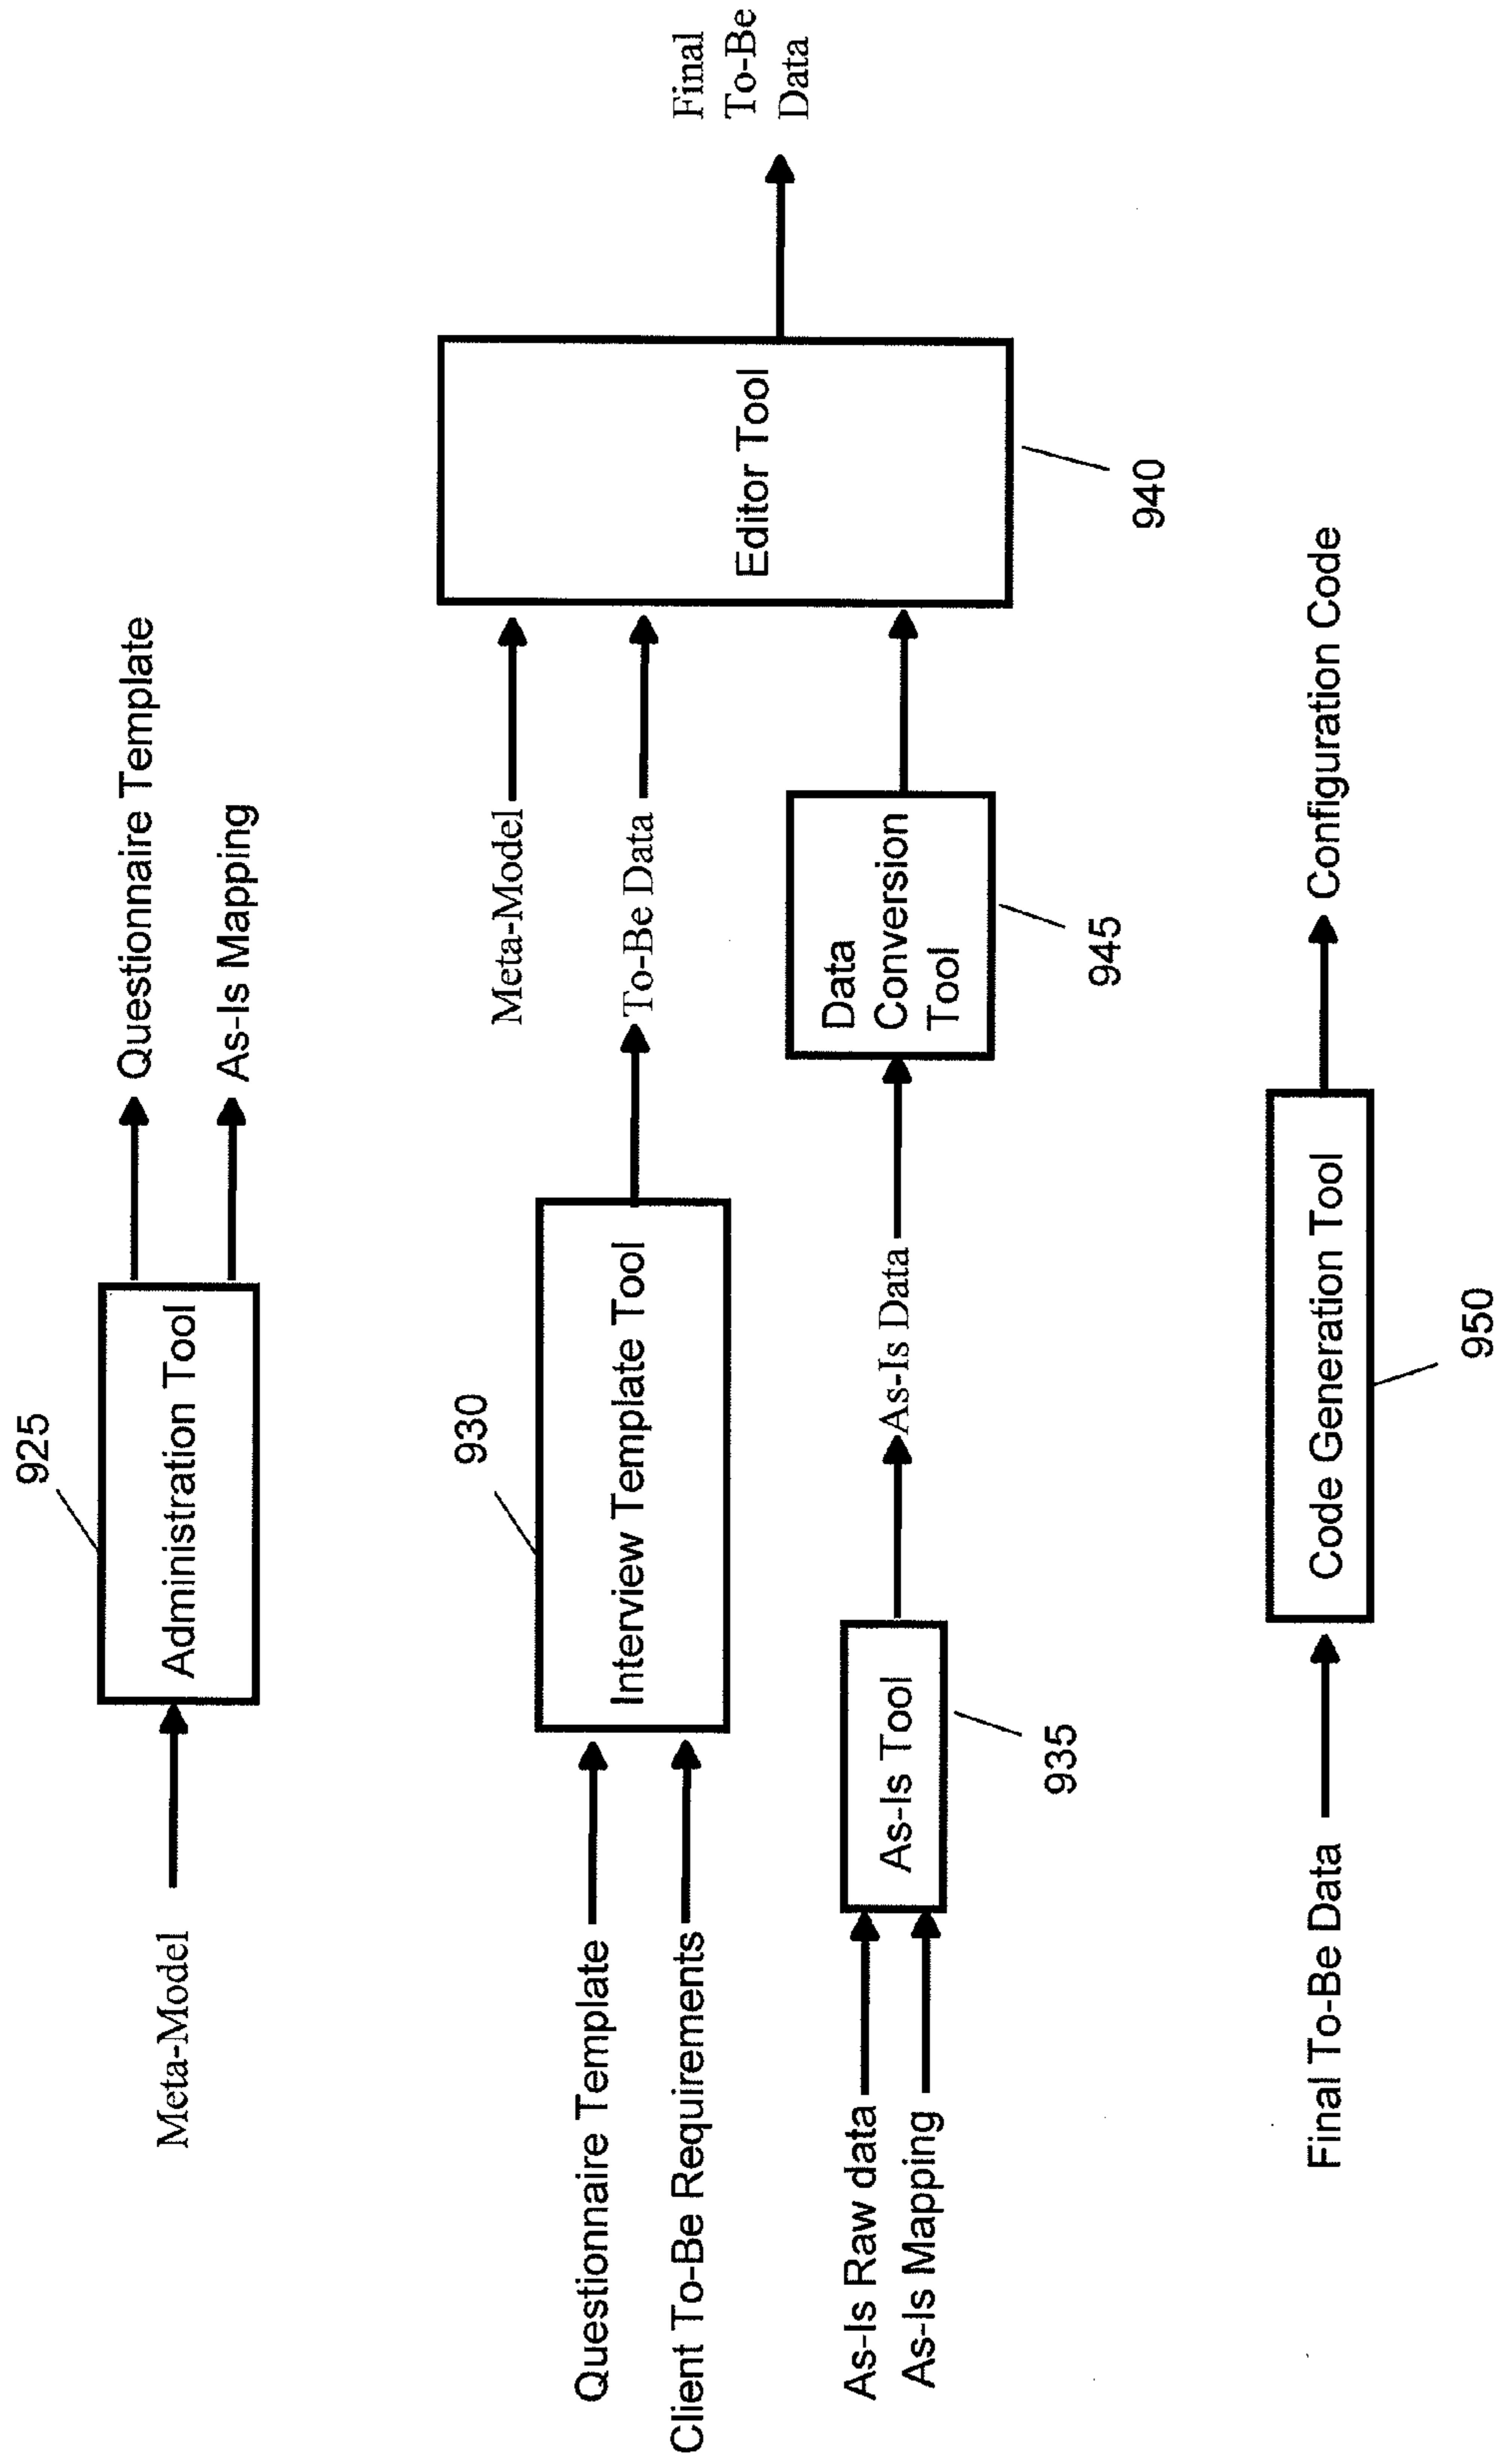 925
Meta-Model
Administration Tool
Questionnaire Template
As-Is Mapping
930
Questionnaire Template
Client To-Be Requirements
Interview Template Tool
To-Be Data
Meta-Model
Editor Tool
940
Final
To-Be
Data
As-Is Raw data
As-Is Mapping
As-Is Tool
935
As-Is Data
Data
Conversion
Tool
945
Final To-Be Data
Code Generation Tool
950
Configuration Code